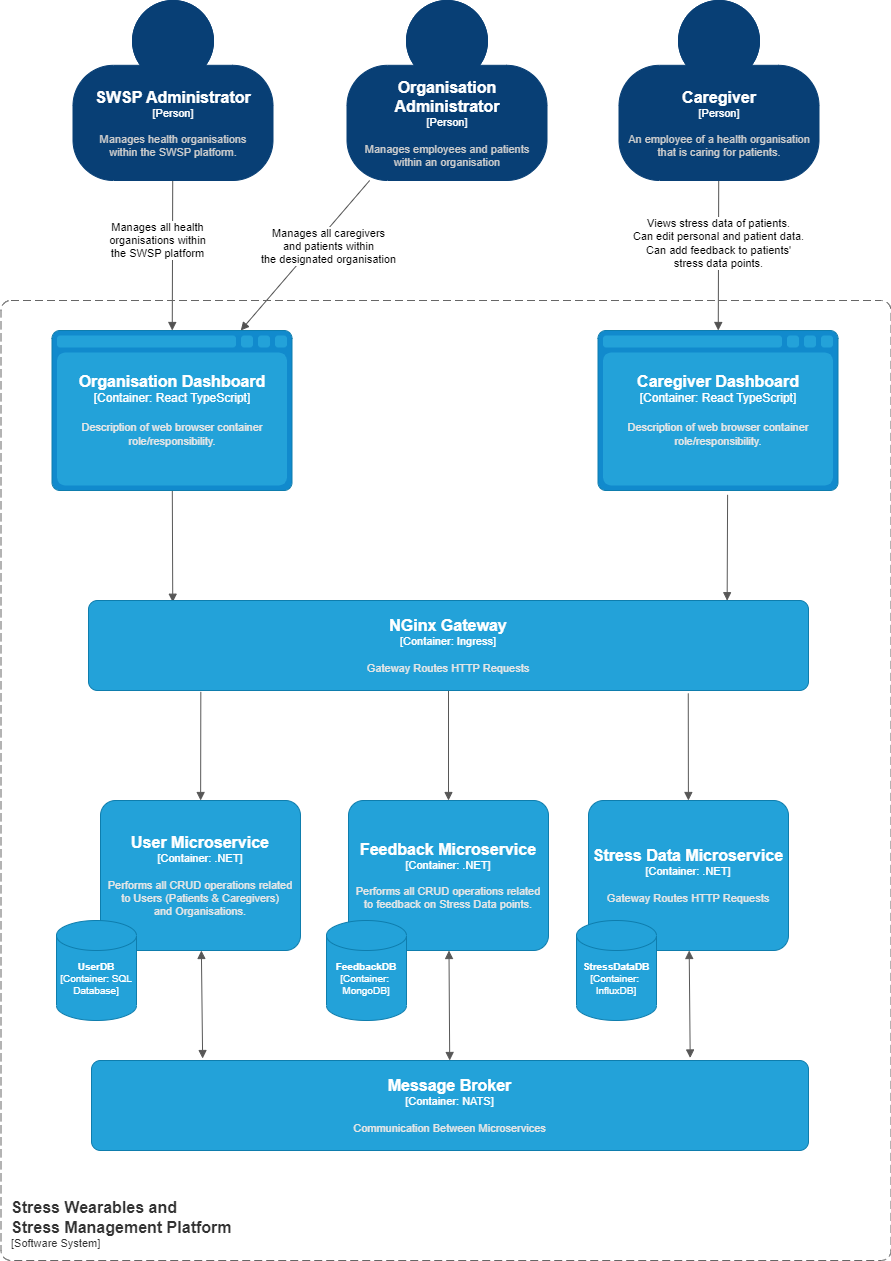 SWSP Administrator
[Person]
Manages health organisations
within the SWSP platform.
Organisation
Administrator
[Person]
Manages employees and patients
within an organisation
Caregiver
[Person]
An employee of a health organisation
that is caring for patients.
Manages all health
organisations within
the SWSP platform
Manages all caregivers
and patients within
the designated organisation
Views stress data of patients.
Can edit personal and patient data.
Can add feedback to patients'
stress data points.
Organisation Dashboard
[Container: React TypeScript]
Description of web browser container
role/responsibility.
Caregiver Dashboard
[Container: React TypeScript]
Description of web browser container
role/responsibility.
NGinx Gateway
[Container: Ingress]
Gateway Routes HTTP Requests
User Microservice
[Container: .NET]
Performs all CRUD operations related
to Users (Patients & Caregivers)
and Organisations.
Feedback Microservice
[Container: .NET]
Performs all CRUD operations related
to feedback on Stress Data points.
Stress Data Microservice
[Container: .NET]
Gateway Routes HTTP Requests
UserDB
[Container: SQL
Database]
FeedbackDB
[Container:
MongoDB]
StressDataDB
[Container:
InfluxDB]
Message Broker
[Container: NATS]
Communication Between Microservices
Stress Wearables and
Stress Management Platform
[Software System]